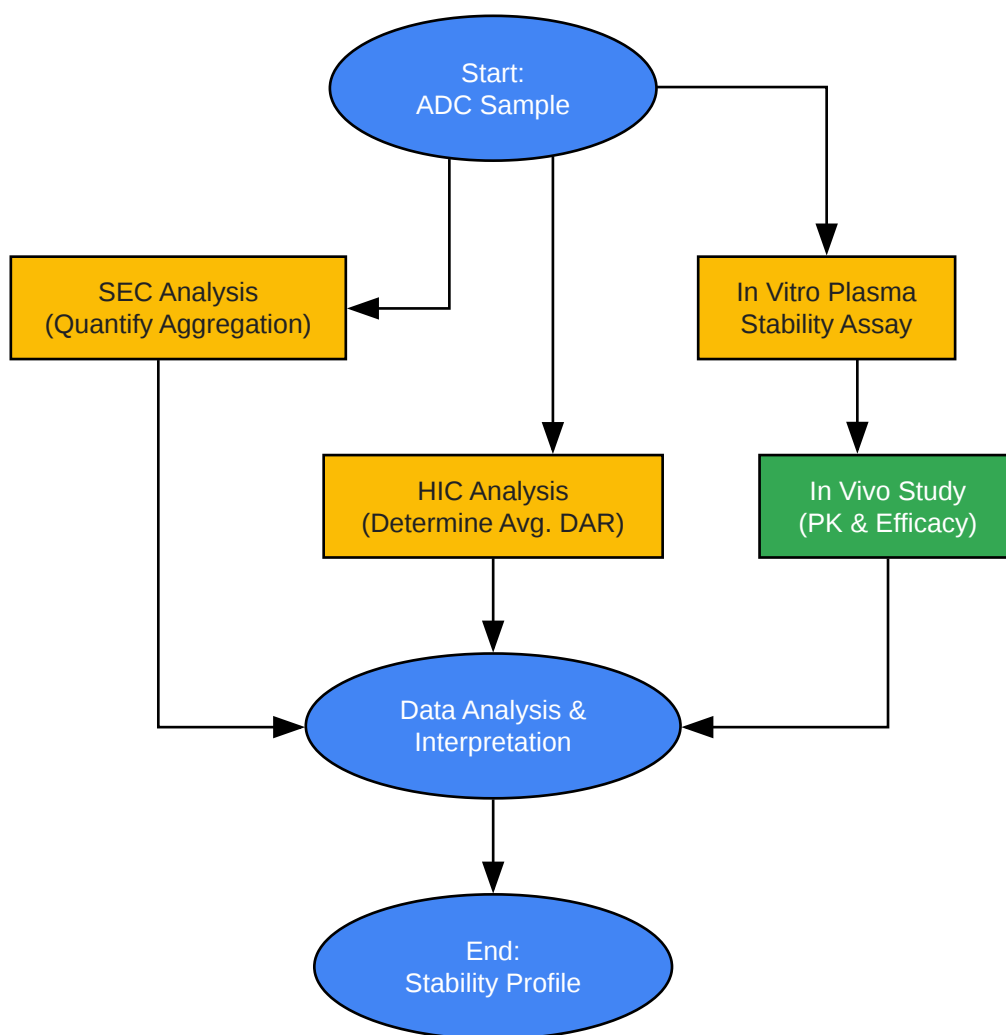 Start:
ADC Sample
SEC Analysis
(Quantify Aggregation)
In Vitro Plasma
Stability Assay
HIC Analysis
(Determine Avg. DAR)
In Vivo Study
(PK & Efficacy)
Data Analysis &
Interpretation
End:
Stability Profile